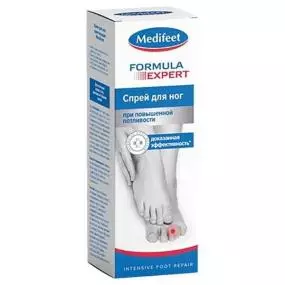 Medifeet
FORMULA
EXPERT
Спрей для ног
при повышенной
потливости
доказанная
эффективность*
INTENSIVE FOOT REPAIR